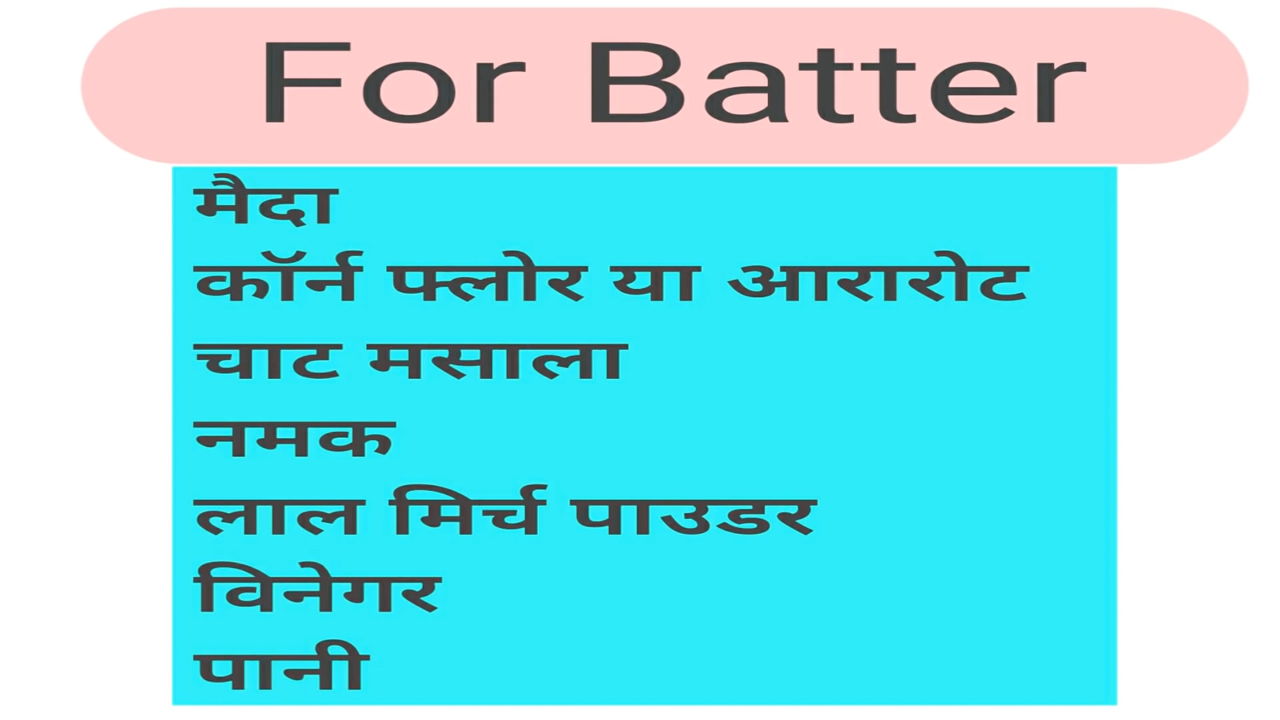 For Batter
मैदा
कॉर्न फ्लोर या आरारोट
चाट मसाला
नमक
लाल मिर्च पाउडर
विनेगर
पानी